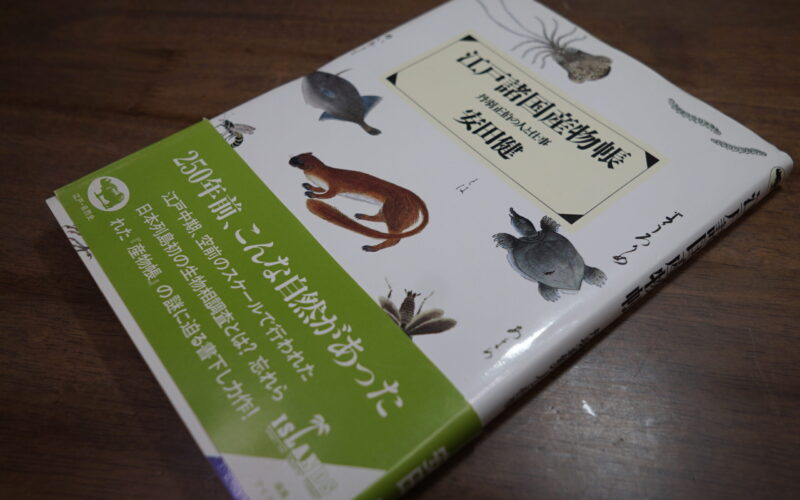 江戸諸国産物帳
丹羽正伯の人と仕事
安田健
250年前、こんな自然があった
江戸中期、空前のスケールで行われた
日本列島初の生物相調査とは? 忘れら
れた『産物帳』の謎に迫る書下し力作!